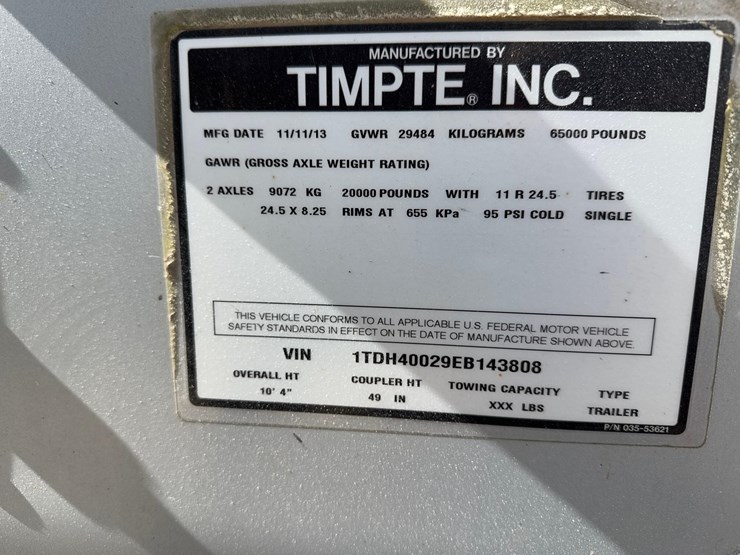 MANUFACTURED BY
TIMPTE® INC.
MFG DATE 11/11/13 GVWR 29484 KILOGRAMS 65000 POUNDS
GAWR (GROSS AXLE WEIGHT RATING)
2 AXLES 9072 KG 20000 POUNDS WITH 11 R 24.5 TIRES
24.5 X 8.25 RIMS AT 655 KPa 95 PSI COLD SINGLE
THIS VEHICLE CONFORMS TO ALL APPLICABLE U.S. FEDERAL MOTOR VEHICLE
SAFETY STANDARDS IN EFFECT ON THE DATE OF MANUFACTURE SHOWN ABOVE
VIN 1TDH40029EB143808
OVERALL HT COUPLER HT TOWING CAPACITY TYPE
10' 4" 49 IN XXX LBS TRAILER
P/N 035-53621